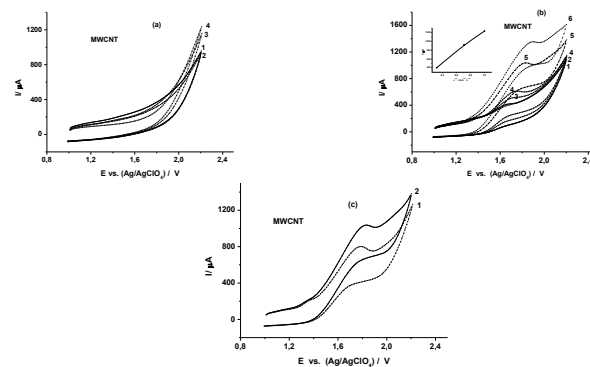 (a)
MWCNT
1200
800
400
0
I/ µA
0,8 1,2 1,6 2,0 2,4
E vs. (Ag/AgClO4) / V
4
3
1
2
(b)
MWCNT
1600
1200
800
400
0
I/ µA
0,8 1,2 1,6 2,0 2,4
E vs. (Ag/AgClO4) / V
6
5
4
2
1
5
4
3
(c)
MWCNT
1200
800
400
0
I/ µA
0,8 1,2 1,6 2,0 2,4
E vs. (Ag/AgClO4) / V
2
1